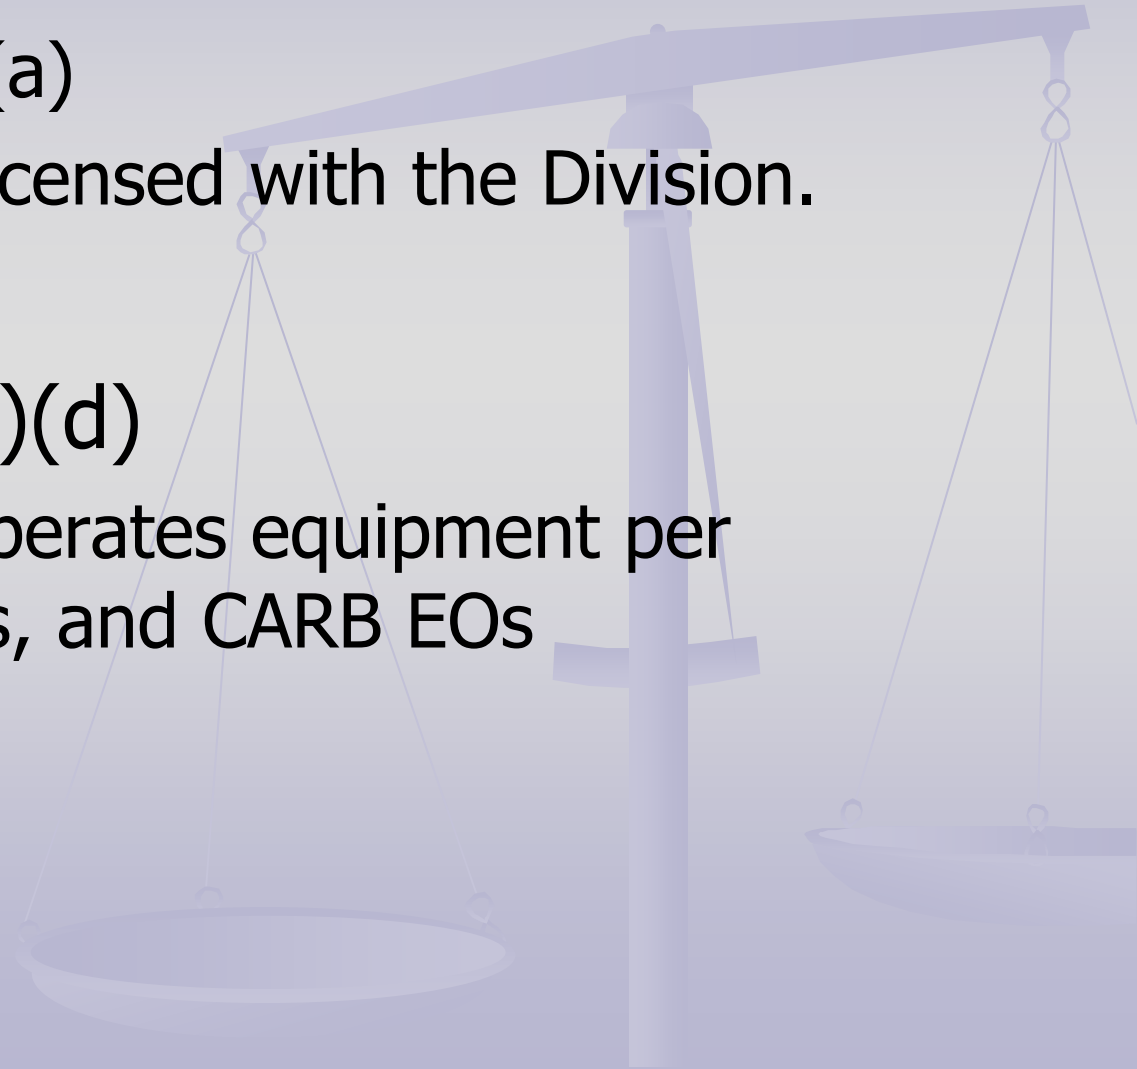 (a)
censed with the Division.
)(d)
perates equipment per
s, and CARB EOs